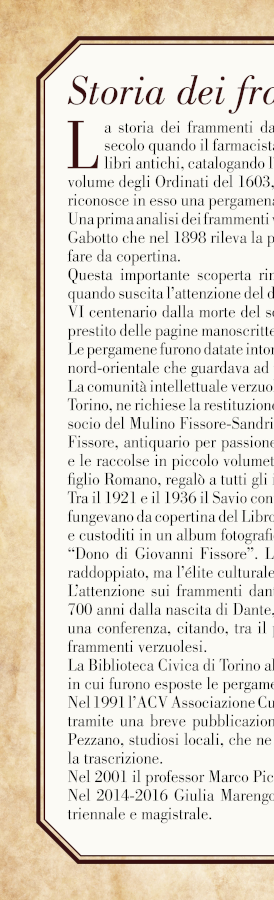 Storia dei fra
La storia dei frammenti da
secolo quando il farmacista
libri antichi, catalogando l'
volume degli Ordinati del 1603,
riconosce in esso una pergamena
Una prima analisi dei frammenti v
Gabotto che nel 1898 rileva la p
fare da copertina.
Questa importante scoperta rim
quando suscita l'attenzione del d
VI centenario dalla morte del so
prestito delle pagine manoscritte
Le pergamene furono datate intor
nord-orientale che guardava ad
La comunità intellettuale verzuo
Torino, ne richiese la restituzione
socio del Mulino Fissore-Sandri
Fissore, antiquario per passione
e le raccolse in piccolo volumet
figlio Romano, regalò a tutti gli i
Tra il 1921 e il 1936 il Savio con
fungevano da copertina del Libro
e custoditi in un album fotografi
“Dono di Giovanni Fissore”. L
raddoppiato, ma l'élite culturale
L'attenzione sui frammenti dan
700 anni dalla nascita di Dante,
una conferenza, citando, tra il p
frammenti verzuolesi.
La Biblioteca Civica di Torino al
in cui furono esposte le pergame
Nel 1991 l'ACV Associazione Cu
tramite una breve pubblicazion
Pezzano, studiosi locali, che ne
la trascrizione.
Nel 2001 il professor Marco Pic
Nel 2014-2016 Giulia Marengo
triennale e magistrale.